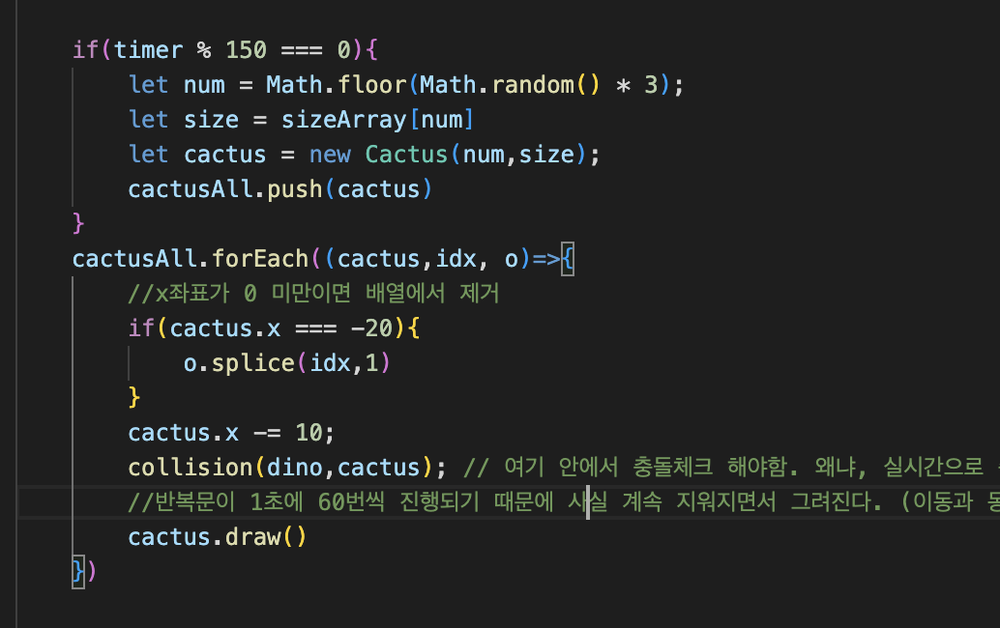 if(timer % 150 === 0){
let num = Math.floor(Math.random() * 3);
let size = sizeArray[num]
let cactus = new Cactus(num,size);
cactusAll.push(cactus)
}
cactusAll.forEach((cactus,idx, o)=>{
//x좌표가 0 미만이면 배열에서 제거
if(cactus.x === -20){
o.splice(idx,1)
}
cactus.x -= 10;
collision(dino,cactus); // 여기 안에서 충돌체크 해야함. 왜냐, 실시간으로
//반복문이 1초에 60번씩 진행되기 때문에 사실 계속 지워지면서 그려진다. (이동과
cactus.draw()
})